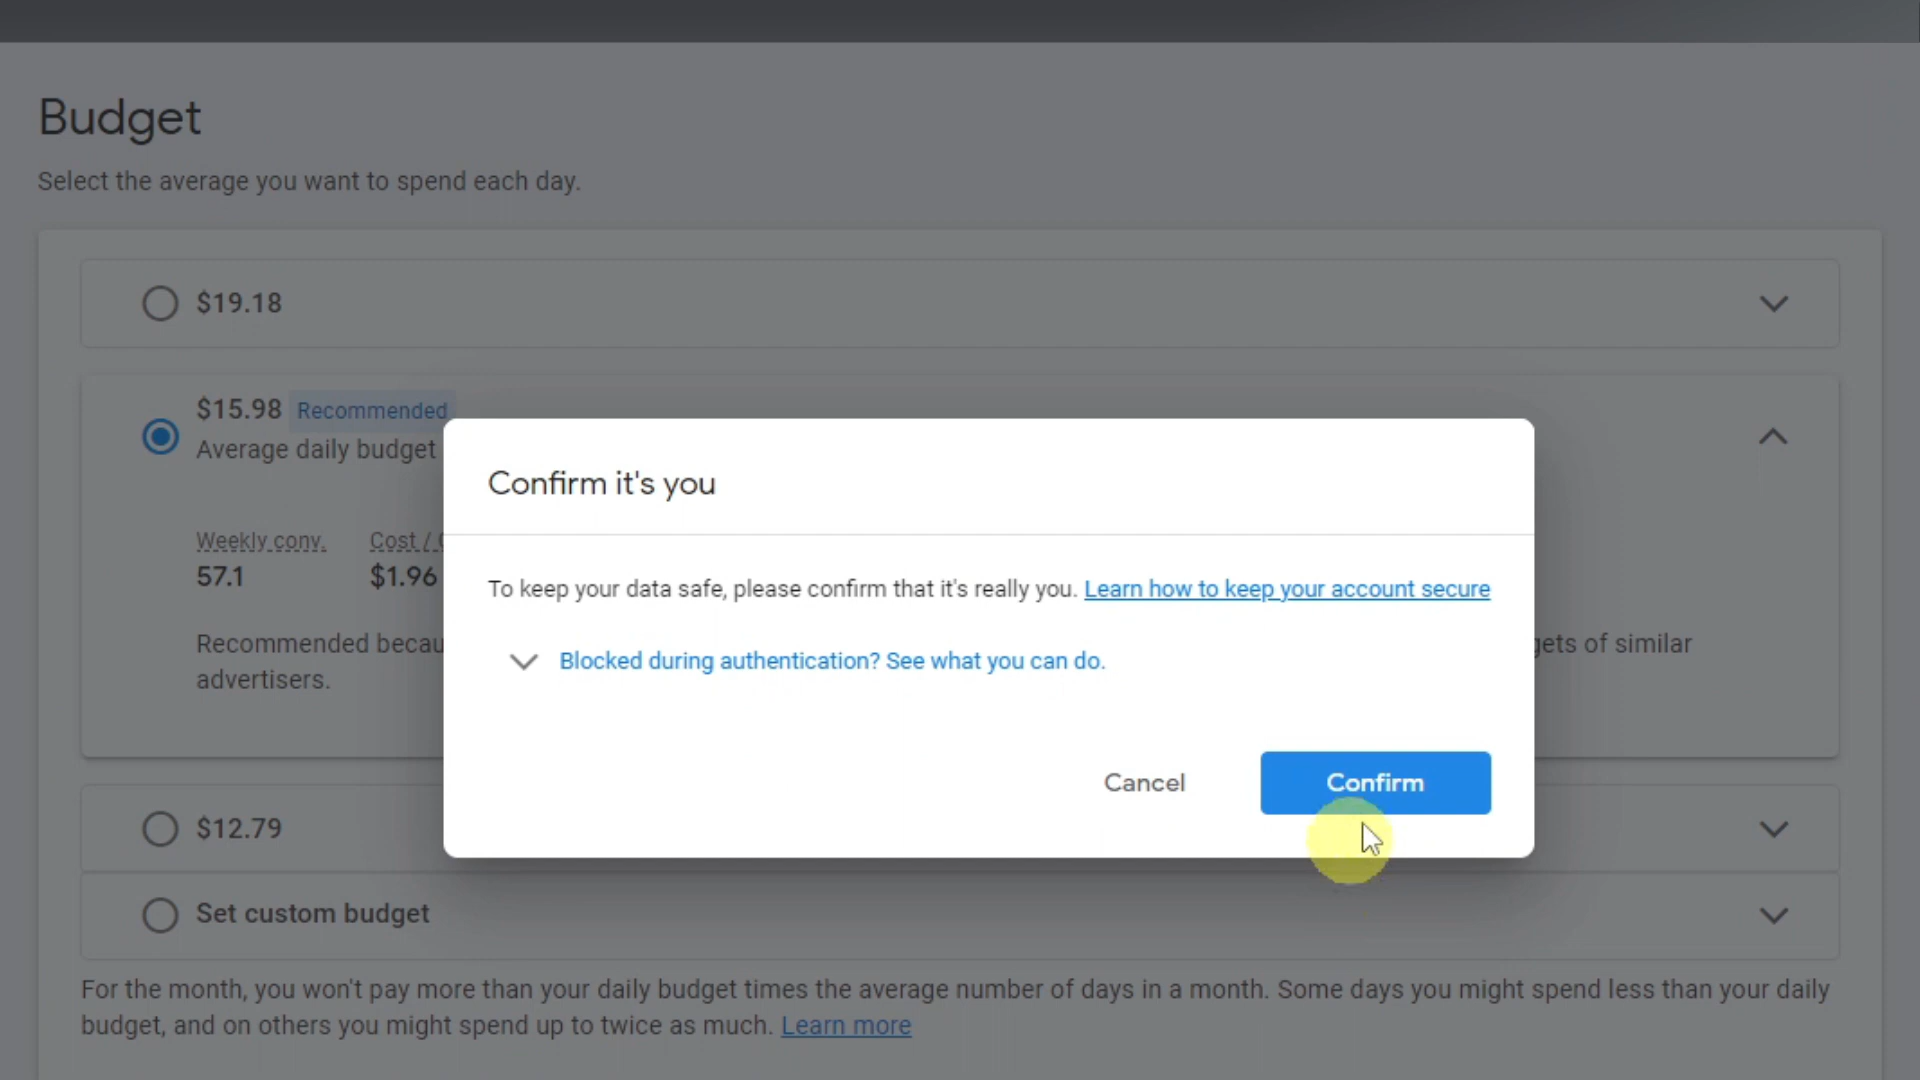 Budget
Select the average you want to spend each day.
$19.18
$15.98 Recommended
Average daily budget
Confirm it's you
Weekly conv. Cost /
57.1 $1.96
To keep your data safe, please confirm that it's really you. Learn how to keep your account secure
Recommended becau
gets of similar
advertisers.
Blocked during authentication? See what you can do.
Cancel Confirm
$12.79
Set custom budget
For the month, you won't pay more than your daily budget times the average number of days in a month. Some days you might spend less than your daily
budget, and on others you might spend up to twice as much. Learn more